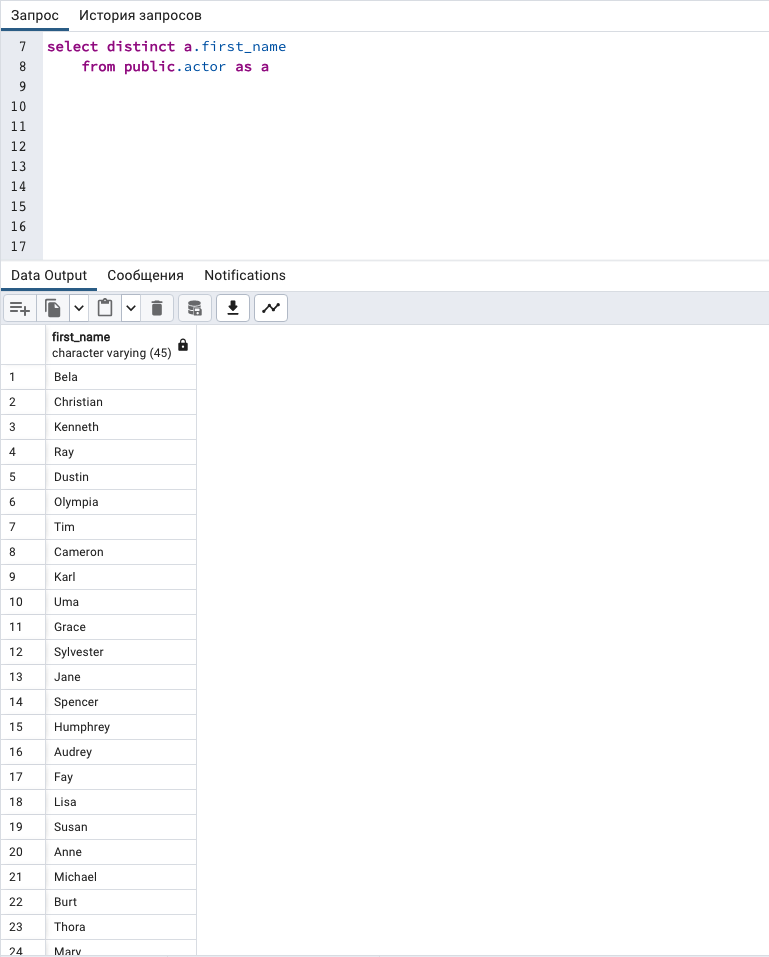 Запрос История запросов
7 select distinct a.first_name
8 from public.actor as a
9
10
11
12
13
14
15
16
17
Data Output Сообщения Notifications
first_name
character varying (45)
1 Bela
2 Christian
3 Kenneth
4 Ray
5 Dustin
6 Olympia
7 Tim
8 Cameron
9 Karl
10 Uma
11 Grace
12 Sylvester
13 Jane
14 Spencer
15 Humphrey
16 Audrey
17 Fay
18 Lisa
19 Susan
20 Anne
21 Michael
22 Burt
23 Thora
24 Mary